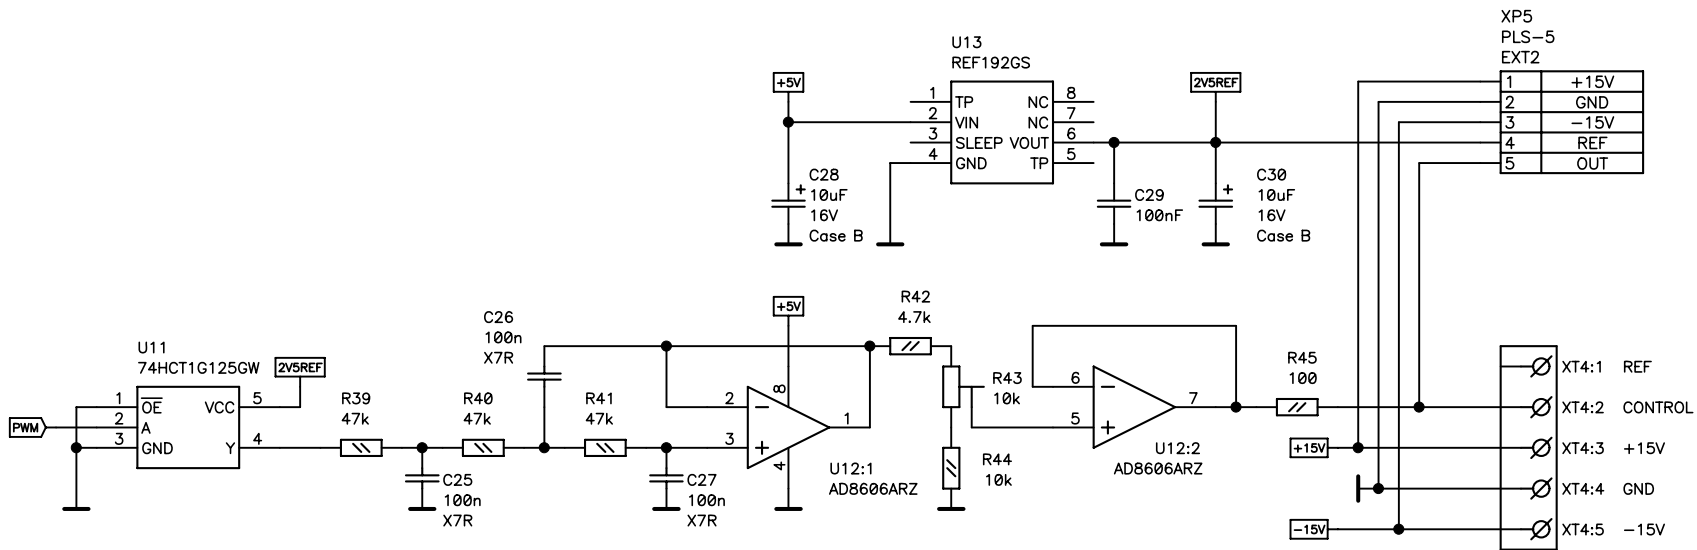 XP5
PLS-5
EXT2
1 +15V
2 GND
3 -15V
4 REF
5 OUT
U13
REF192GS
+5V
2V5REF
1 TP NC 8
2 VIN NC 7
3 SLEEP VOUT 6
4 GND TP 5
+ C28
10uF
16V
Case B
C29
100nF
+ C30
10uF
16V
Case B
+5V
R42
4.7k
C26
100n
X7R
U11
74HCT1G125GW
2V5REF
1 OE VCC 5
2 A
3 GND Y 4
PWM
R39
47k
R40
47k
R41
47k
C25
100n
X7R
C27
100n
X7R
2 −
3 +
8
4
1
U12:1
AD8606ARZ
R43
10k
R44
10k
6 −
5 +
7
U12:2
AD8606ARZ
R45
100
+15V
-15V
XT4:1 REF
XT4:2 CONTROL
XT4:3 +15V
XT4:4 GND
XT4:5 -15V